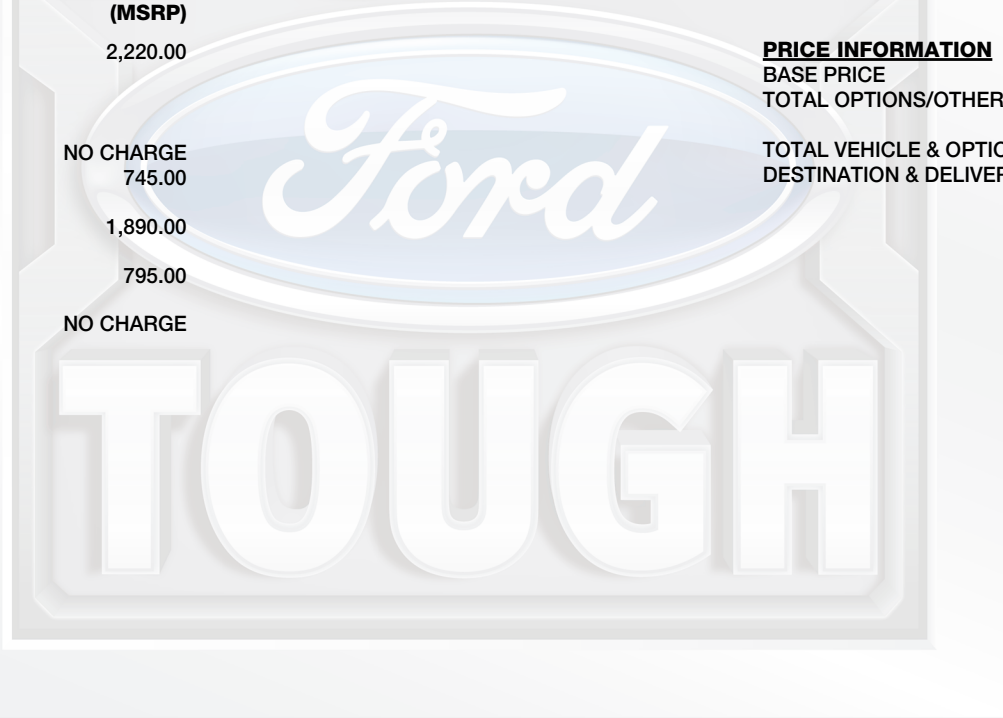 (MSRP)
2,220.00
NO CHARGE
745.00
1,890.00
795.00
NO CHARGE
PRICE INFORMATION
BASE PRICE
TOTAL OPTIONS/OTHER
TOTAL VEHICLE & OPTIO
DESTINATION & DELIVER
Ford
TOUGH